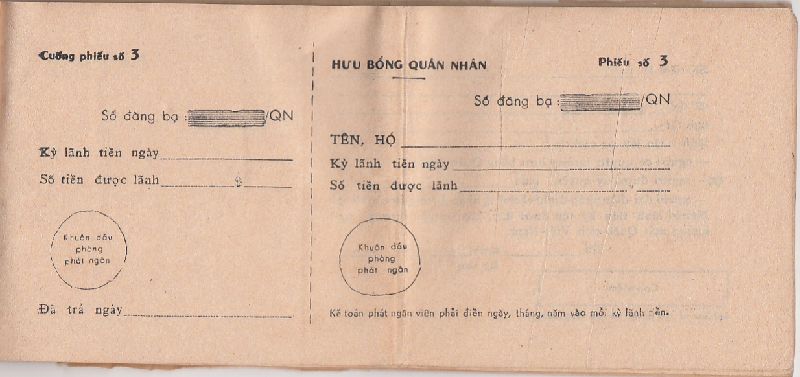 Cuống phiếu số 3
Số đăng bạ : /QN
Kỳ lãnh tiền ngày
Số tiền được lãnh $
Khuôn dấu
phòng
phát ngân
Đã trả ngày
HƯU BỔNG QUÂN NHÂN
Phiếu số 3
Số đăng bạ : /QN
TÊN, HỌ
Kỳ lãnh tiền ngày
Số tiền được lãnh
Khuôn dấu
phòng
phát ngân
Kế toán phát ngân viên phải điền ngày, tháng, năm vào mỗi kỳ lãnh tiền.